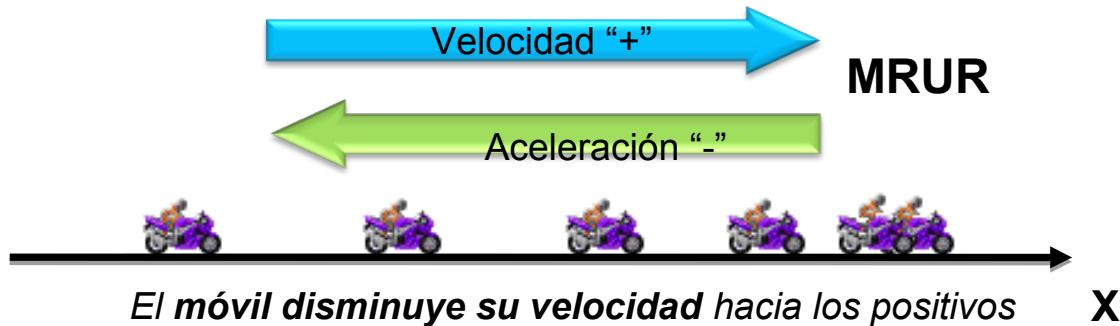 Velocidad “+”
MRUR
Aceleración “-”
El móvil disminuye su velocidad hacia los positivos
X